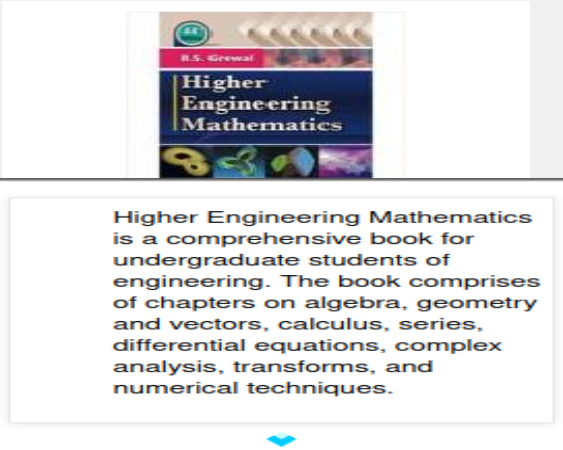 B.S. Grewal
Higher
Engineering
Mathematics
Higher Engineering Mathematics
is a comprehensive book for
undergraduate students of
engineering. The book comprises
of chapters on algebra, geometry
and vectors, calculus, series,
differential equations, complex
analysis, transforms, and
numerical techniques.